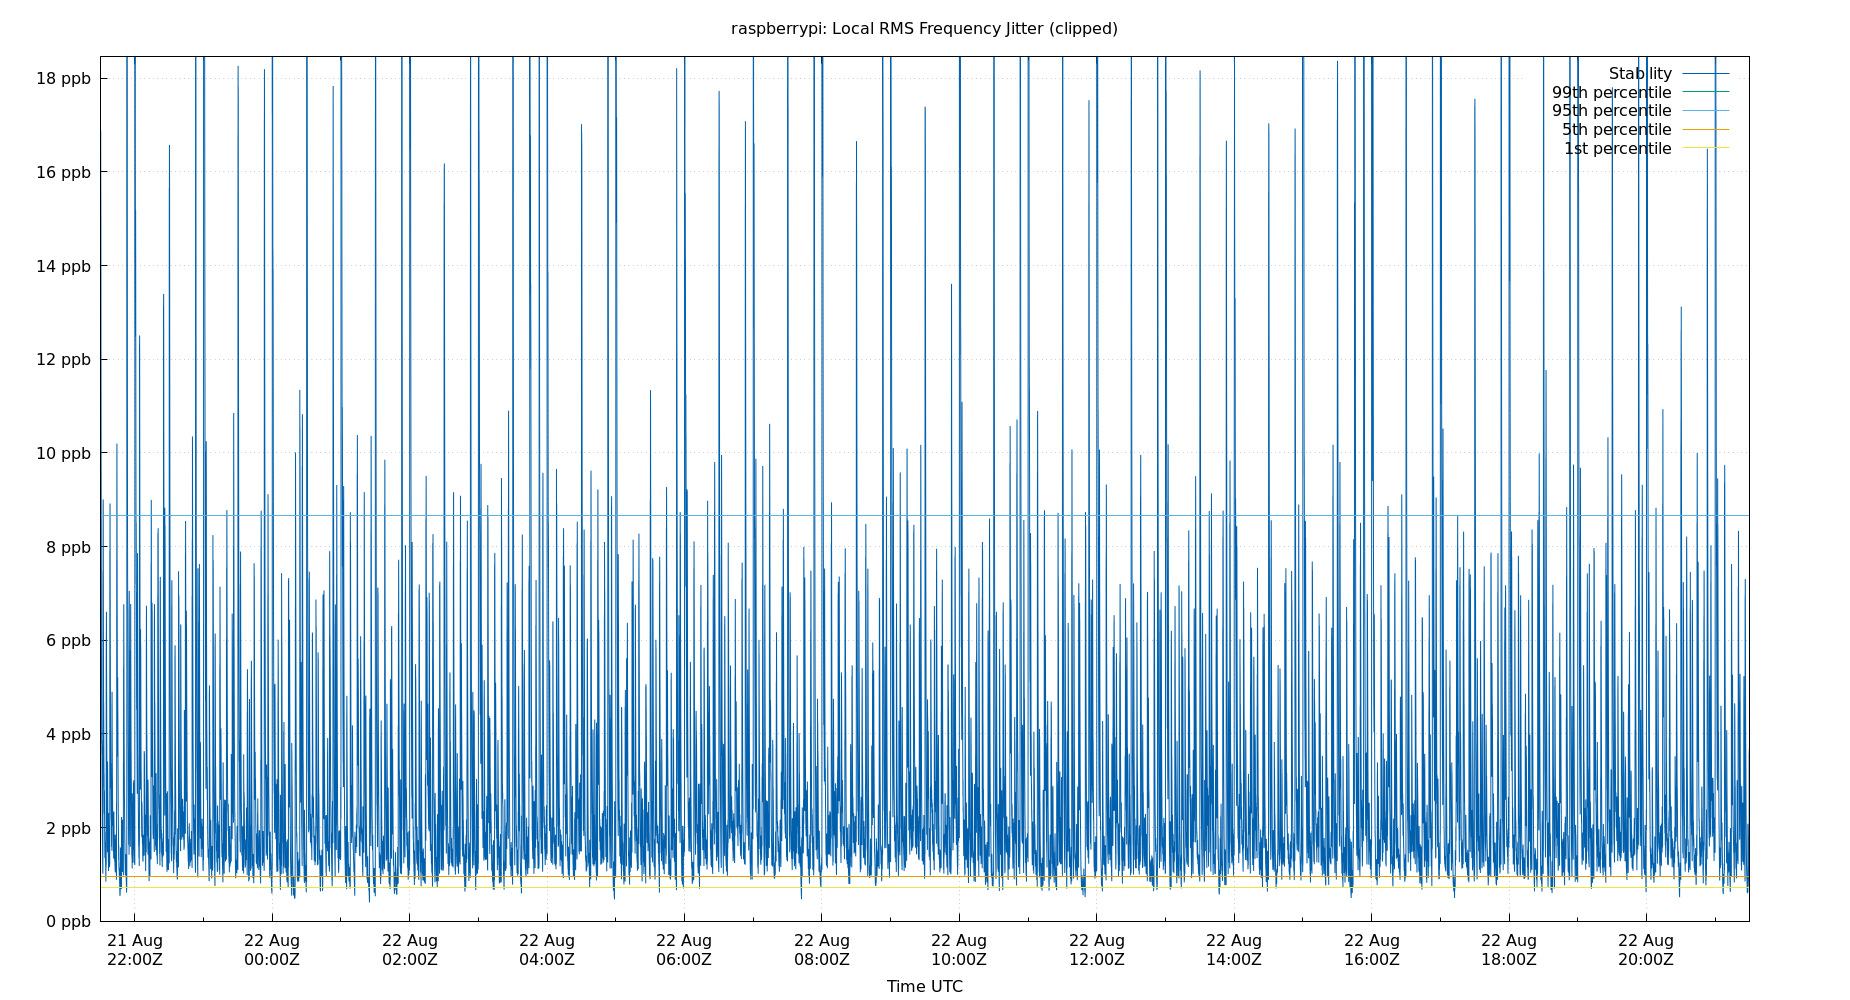 raspberrypi: Local RMS Frequency Jitter (clipped)
18 ppb
16 ppb
14 ppb
12 ppb
10 ppb
8 ppb
6 ppb
4 ppb
2 ppb
0 ppb
Stability
99th percentile
95th percentile
5th percentile
1st percentile
21 Aug 22 Aug 22 Aug 22 Aug 22 Aug 22 Aug 22 Aug 22 Aug 22 Aug 22 Aug 22 Aug 22 Aug
22:00Z 00:00Z 02:00Z 04:00Z 06:00Z 08:00Z 10:00Z 12:00Z 14:00Z 16:00Z 18:00Z 20:00Z
Time UTC